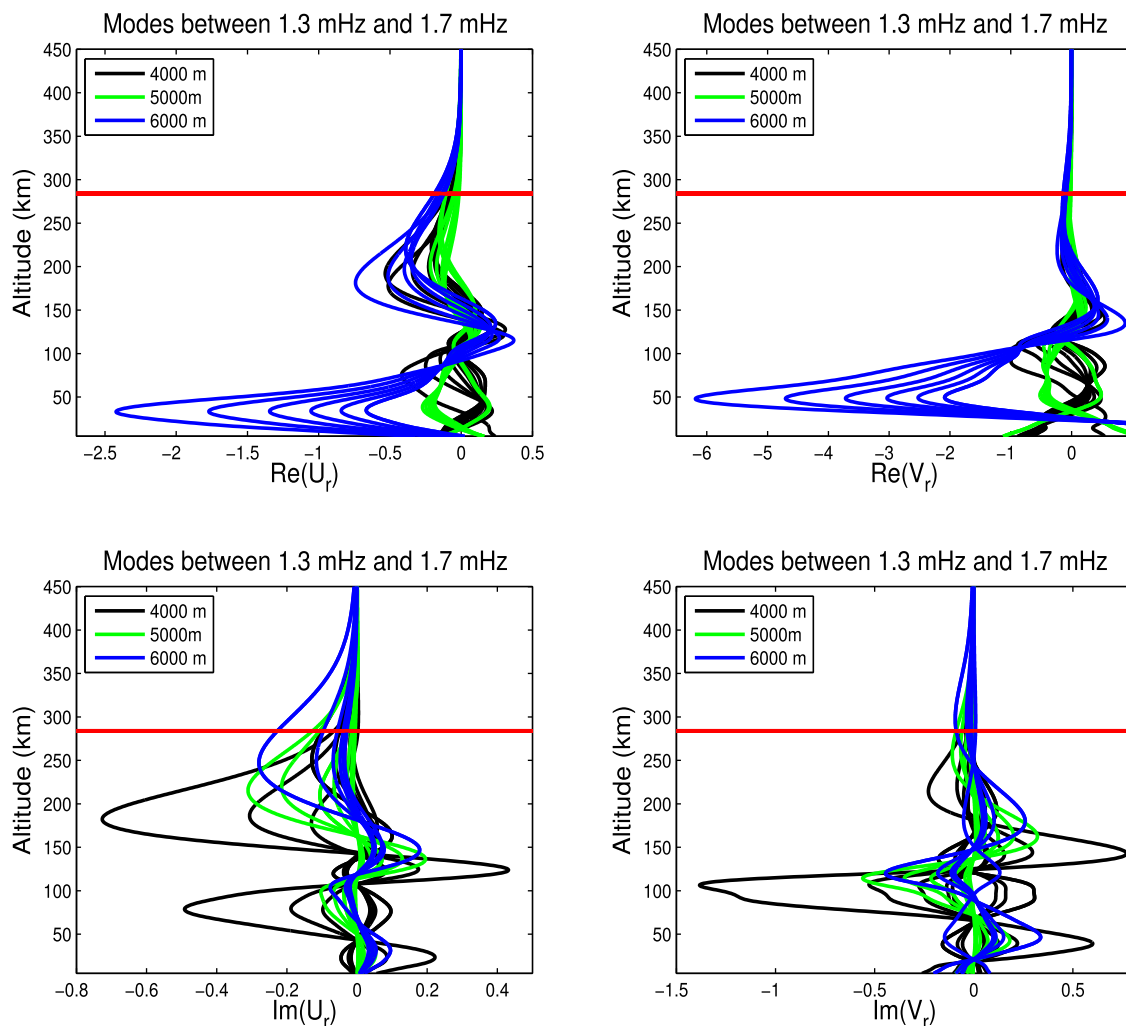 Modes between 1.3 mHz and 1.7 mHz
450
400
350
300
250
200
150
100
50
Altitude (km)
4000 m
5000m
6000 m
−2.5 −2 −1.5 −1 −0.5 0 0.5
Re(U_r)
Modes between 1.3 mHz and 1.7 mHz
450
400
350
300
250
200
150
100
50
Altitude (km)
4000 m
5000m
6000 m
−6 −5 −4 −3 −2 −1 0
Re(V_r)
Modes between 1.3 mHz and 1.7 mHz
450
400
350
300
250
200
150
100
50
Altitude (km)
4000 m
5000m
6000 m
−0.8 −0.6 −0.4 −0.2 0 0.2 0.4
Im(U_r)
Modes between 1.3 mHz and 1.7 mHz
450
400
350
300
250
200
150
100
50
Altitude (km)
4000 m
5000m
6000 m
−1.5 −1 −0.5 0 0.5
Im(V_r)